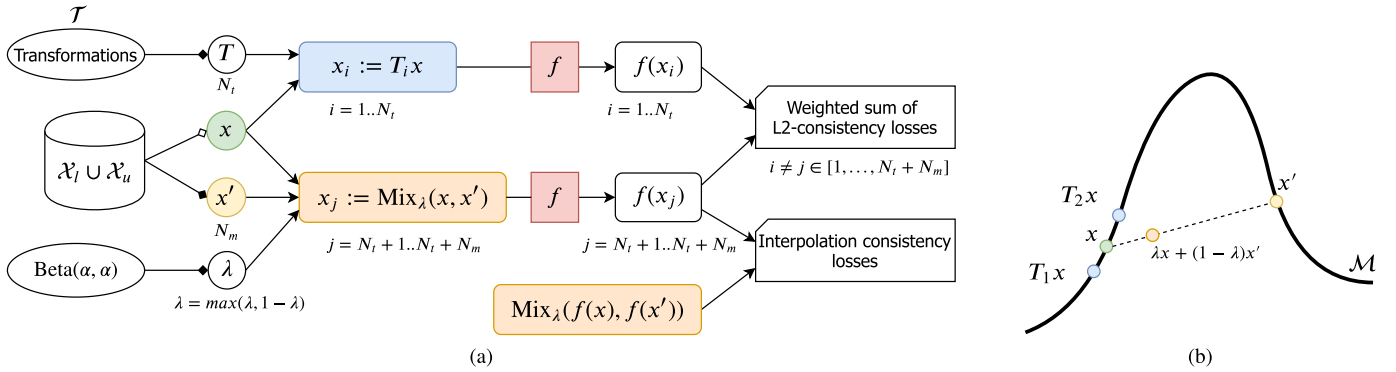 𝒯
Transformations
T
N_t
x_i := T_i x
i = 1..N_t
f
f(x_i)
i = 1..N_t
Weighted sum of
L2-consistency losses
i ≠ j ∈ [1, … , N_t + N_m]
𝒳_l ∪ 𝒳_u
x
x′
N_m
x_j := Mix_λ(x, x′)
j = N_t + 1..N_t + N_m
f
f(x_j)
j = N_t + 1..N_t + N_m
Interpolation consistency
losses
Beta(α, α)
λ
λ = max(λ, 1 − λ)
Mix_λ(f(x), f(x′))
(a)
T_2 x
x
T_1 x
x′
λx + (1 − λ)x′
ℳ
(b)